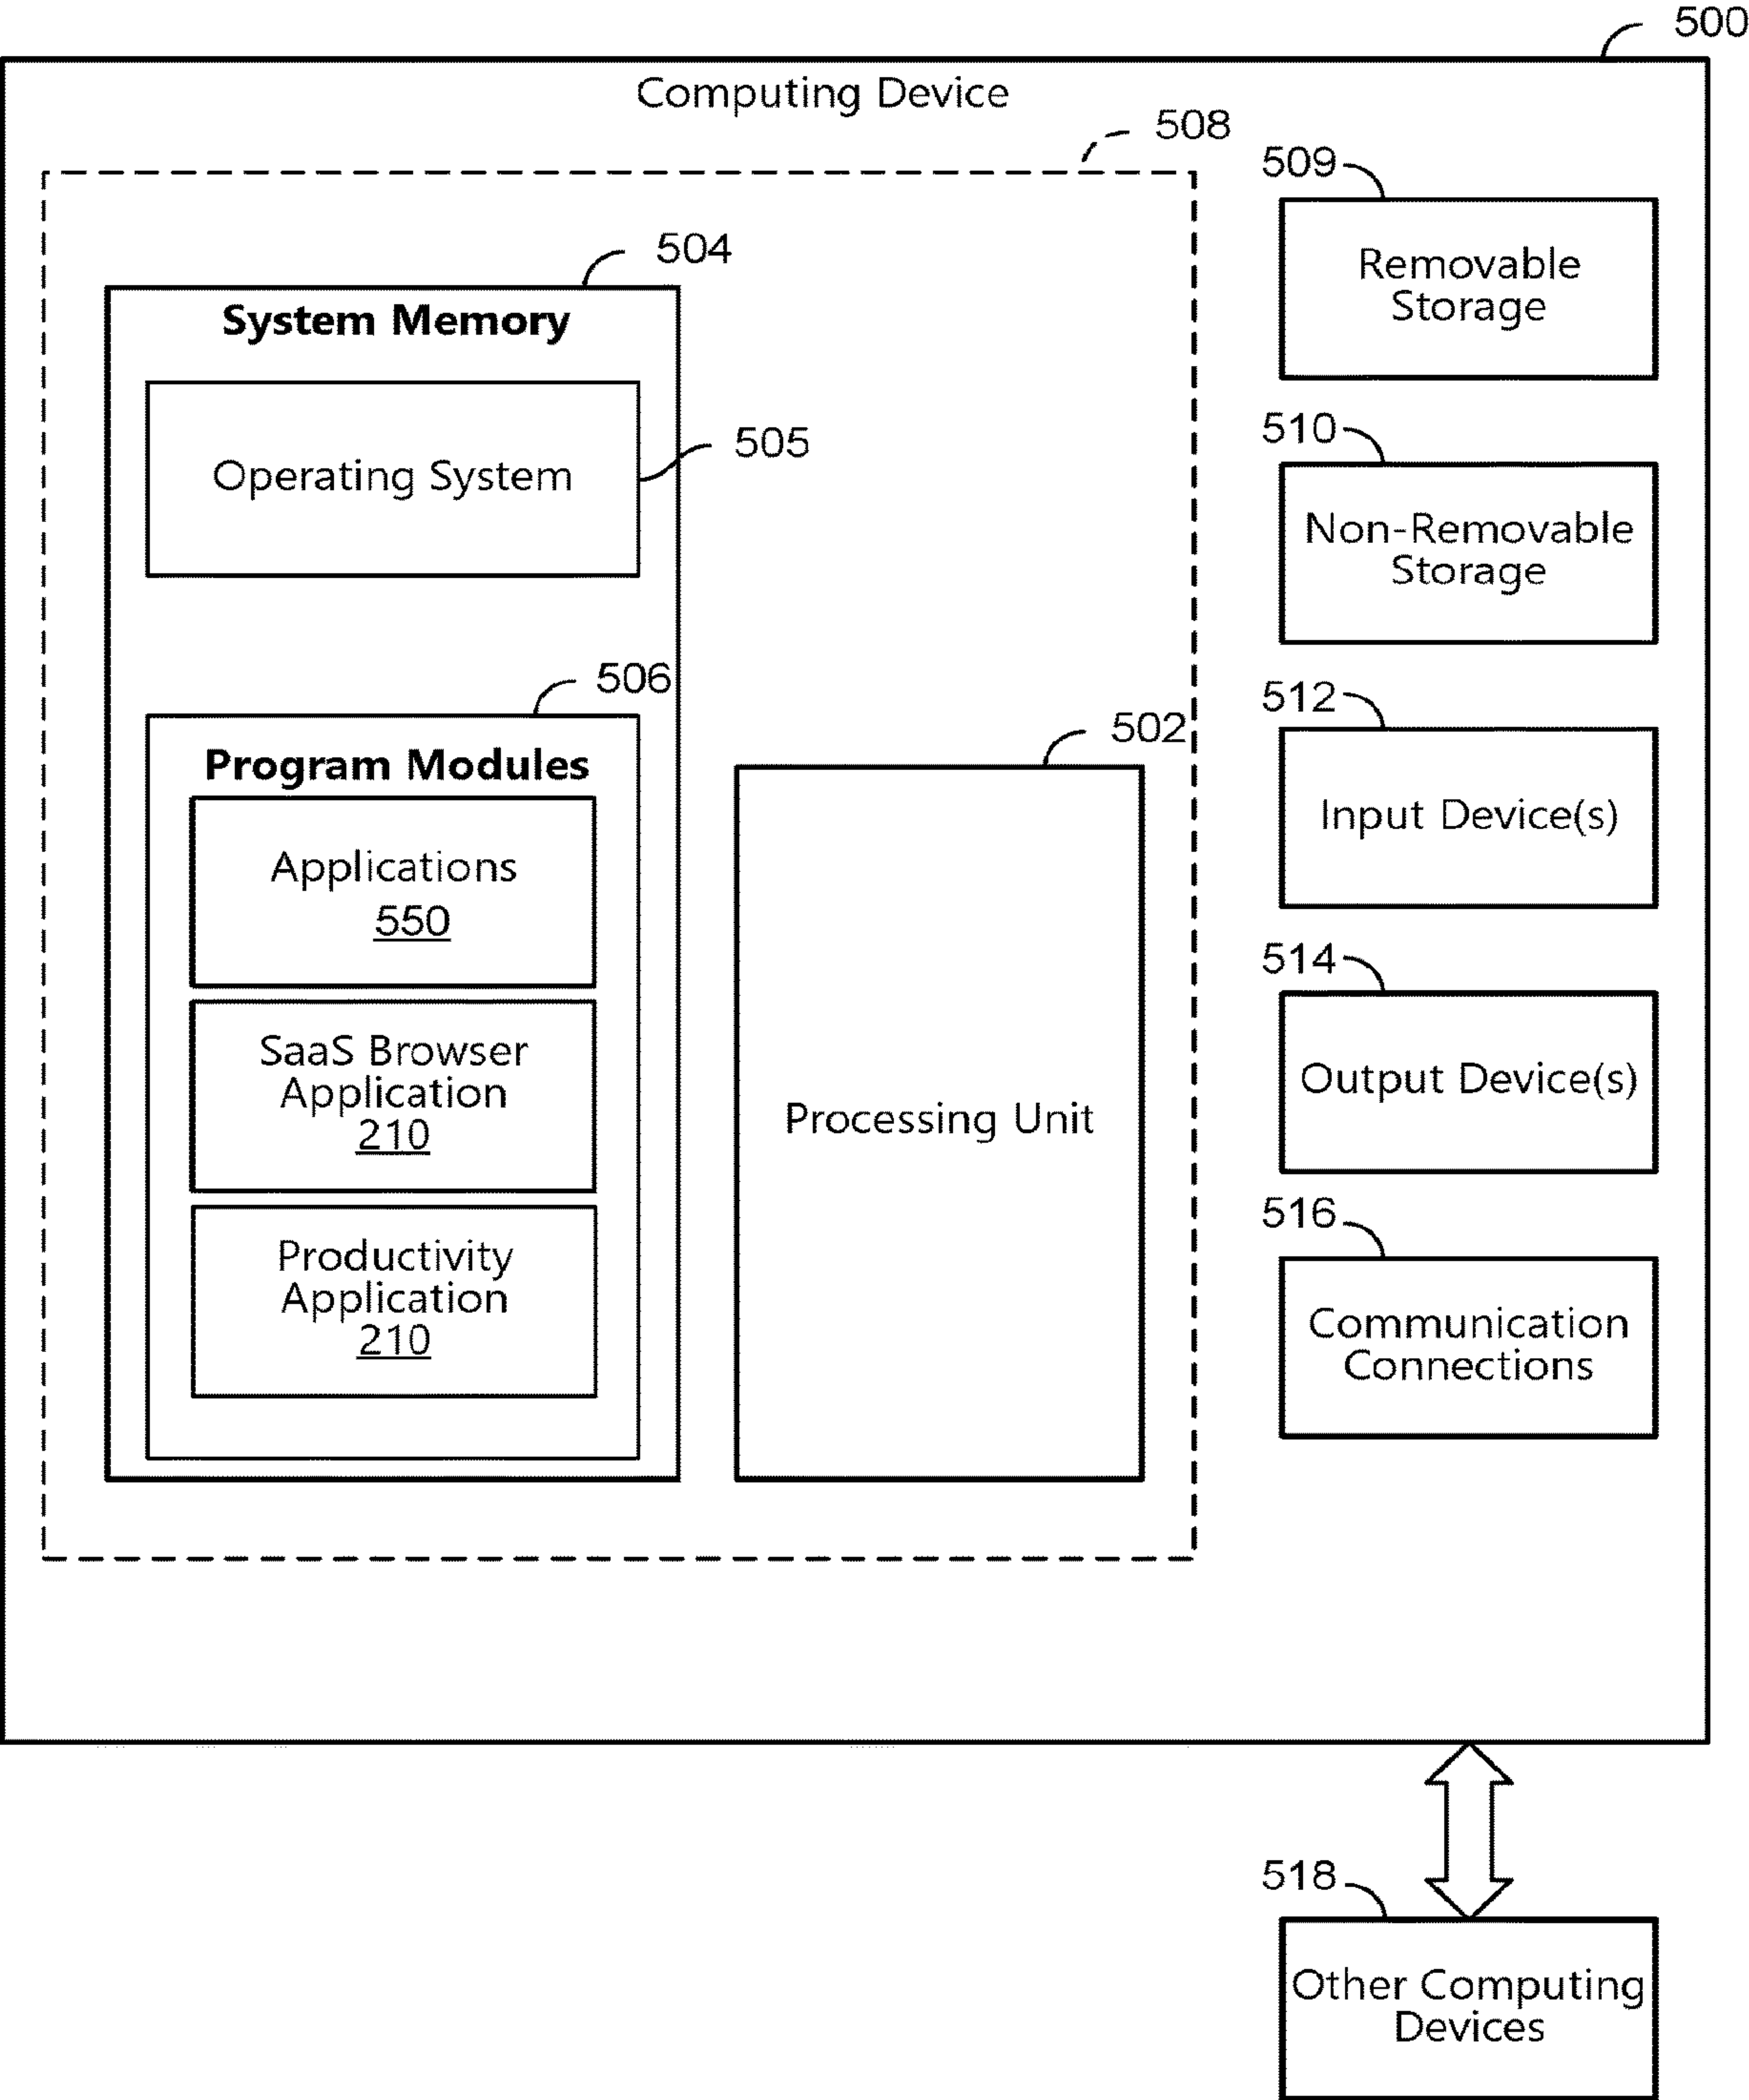 500
Computing Device
508
509
Removable
Storage
504
System Memory
Operating System
505
510
Non-Removable
Storage
506
Program Modules
Applications
550
SaaS Browser
Application
210
Productivity
Application
210
502
Processing Unit
512
Input Device(s)
514
Output Device(s)
516
Communication
Connections
518
Other Computing
Devices